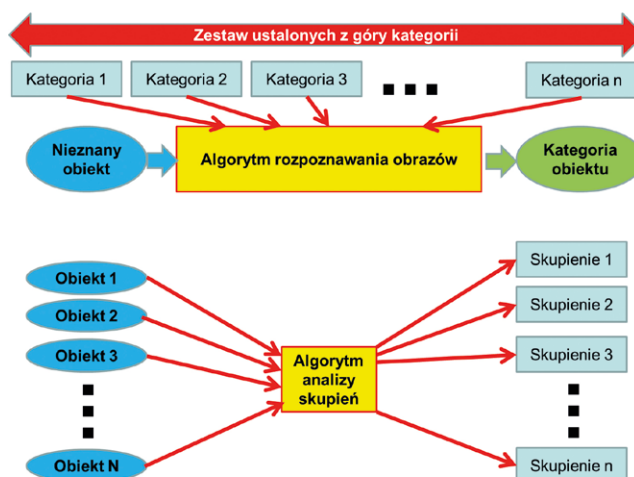 Zestaw ustalonych z góry kategorii
Kategoria 1
Kategoria 2
Kategoria 3
Kategoria n
Nieznany
obiekt
Algorytm rozpoznawania obrazów
Kategoria
obiektu
Obiekt 1
Obiekt 2
Obiekt 3
Obiekt N
Algorytm
analizy
skupień
Skupienie 1
Skupienie 2
Skupienie 3
Skupienie n